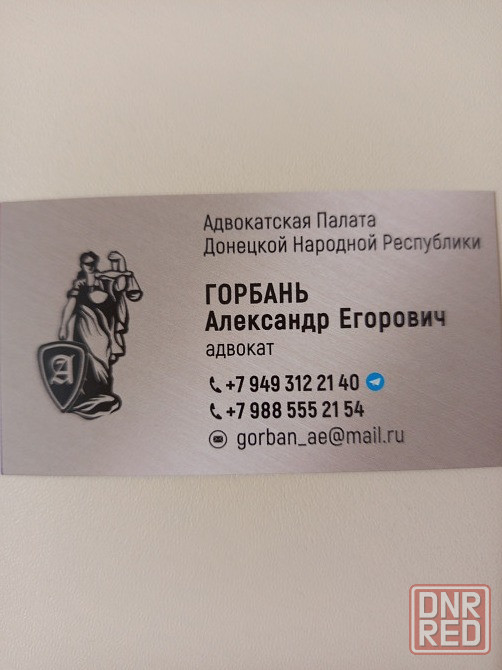 Адвокатская Палата
Донецкой Народной Республики
ГОРБАНЬ
Александр Егорович
адвокат
+7 949 312 21 40
+7 988 555 21 54
gorban_ae@mail.ru
A
DNR
RED